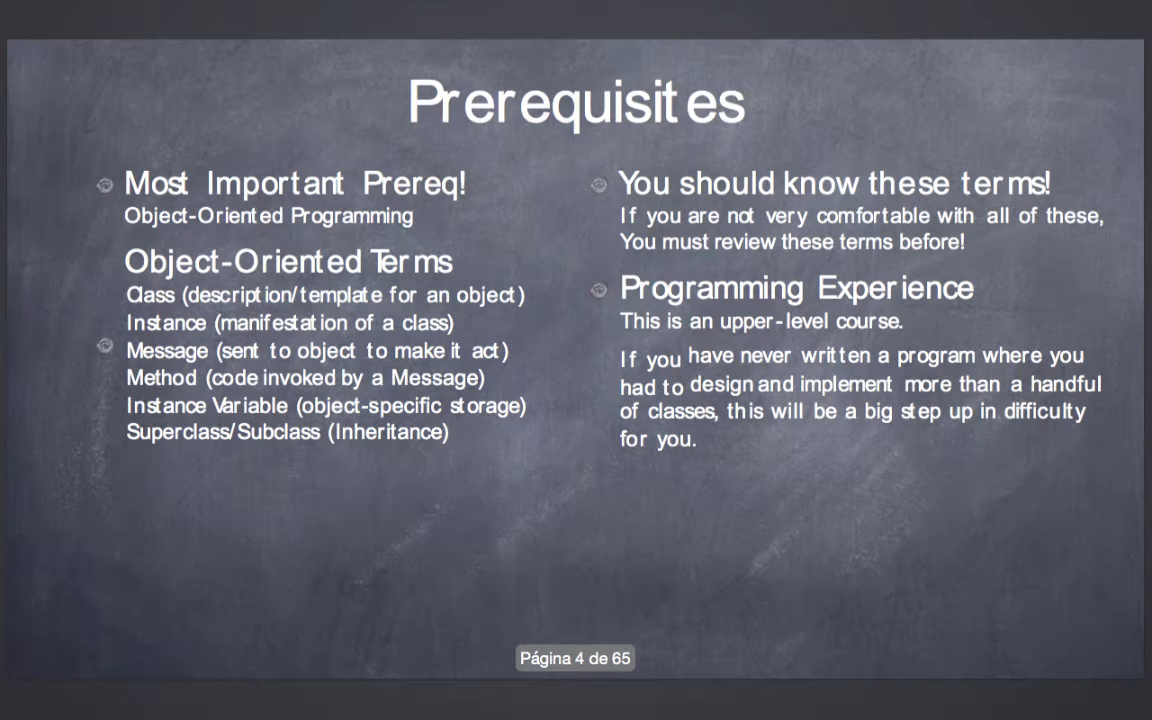 Prerequisites
Most Important Prereq!
Object-Oriented Programming
Object-Oriented Terms
Class (description/template for an object)
Instance (manifestation of a class)
Message (sent to object to make it act)
Method (code invoked by a Message)
Instance Variable (object-specific storage)
Superclass/Subclass (Inheritance)
You should know these terms!
If you are not very comfortable with all of these,
You must review these terms before!
Programming Experience
This is an upper-level course.
If you have never written a program where you
had to design and implement more than a handful
of classes, this will be a big step up in difficulty
for you.
Página 4 de 65